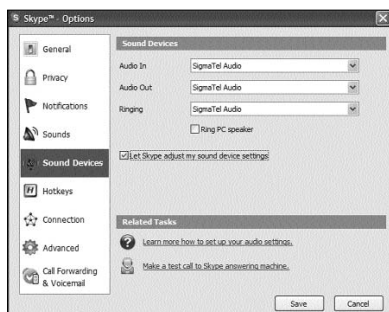 Skype™ - Options
General
Privacy
Notifications
Sounds
Sound Devices
Hotkeys
Connection
Advanced
Call Forwarding
& Voicemail
Sound Devices
Audio In
SigmaTel Audio
Audio Out
SigmaTel Audio
Ringing
SigmaTel Audio
Ring PC speaker
Let Skype adjust my sound device settings
Related Tasks
Learn more how to set up your audio settings.
Make a test call to Skype answering machine.
Save
Cancel